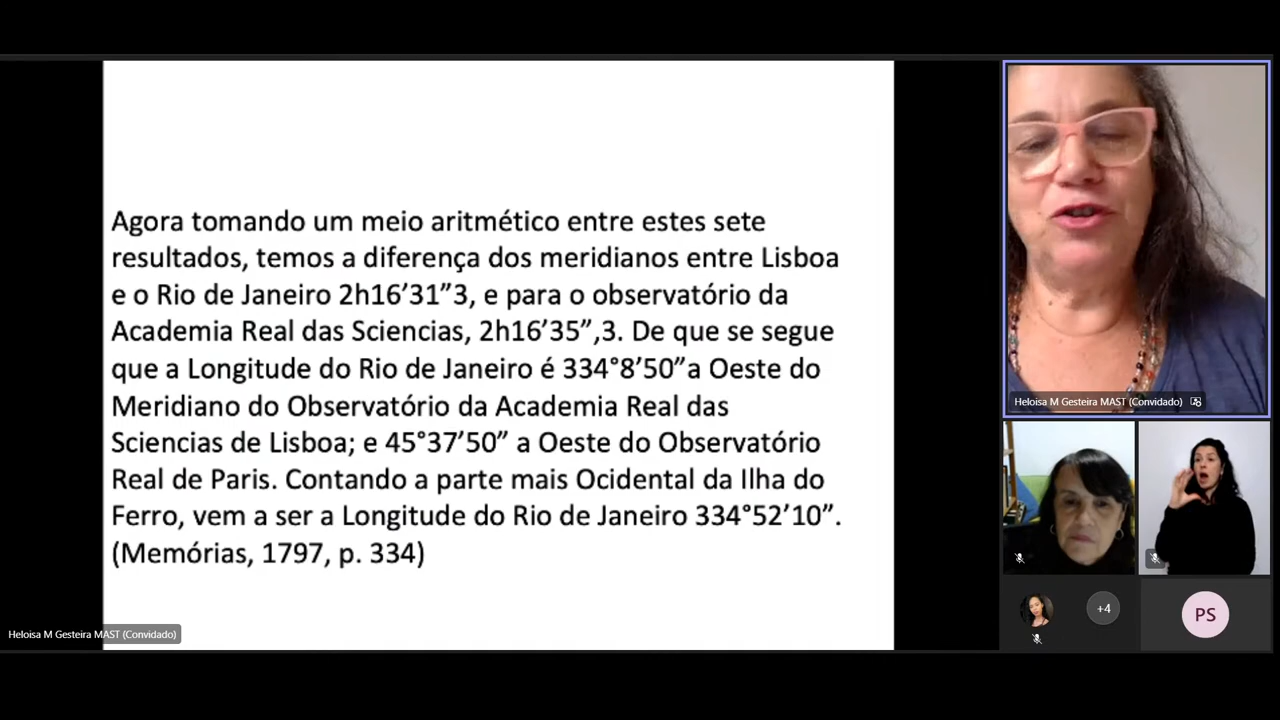 Agora tomando um meio aritmético entre estes sete
resultados, temos a diferença dos meridianos entre Lisboa
e o Rio de Janeiro 2h16’31”3, e para o observatório da
Academia Real das Sciencias, 2h16’35”,3. De que se segue
que a Longitude do Rio de Janeiro é 334°8’50”a Oeste do
Meridiano do Observatório da Academia Real das
Sciencias de Lisboa; e 45°37’50” a Oeste do Observatório
Real de Paris. Contando a parte mais Ocidental da Ilha do
Ferro, vem a ser a Longitude do Rio de Janeiro 334°52’10”.
(Memórias, 1797, p. 334)
Heloisa M Gesteira MAST (Convidado)
Heloisa M Gesteira MAST (Convidado)
+4
PS